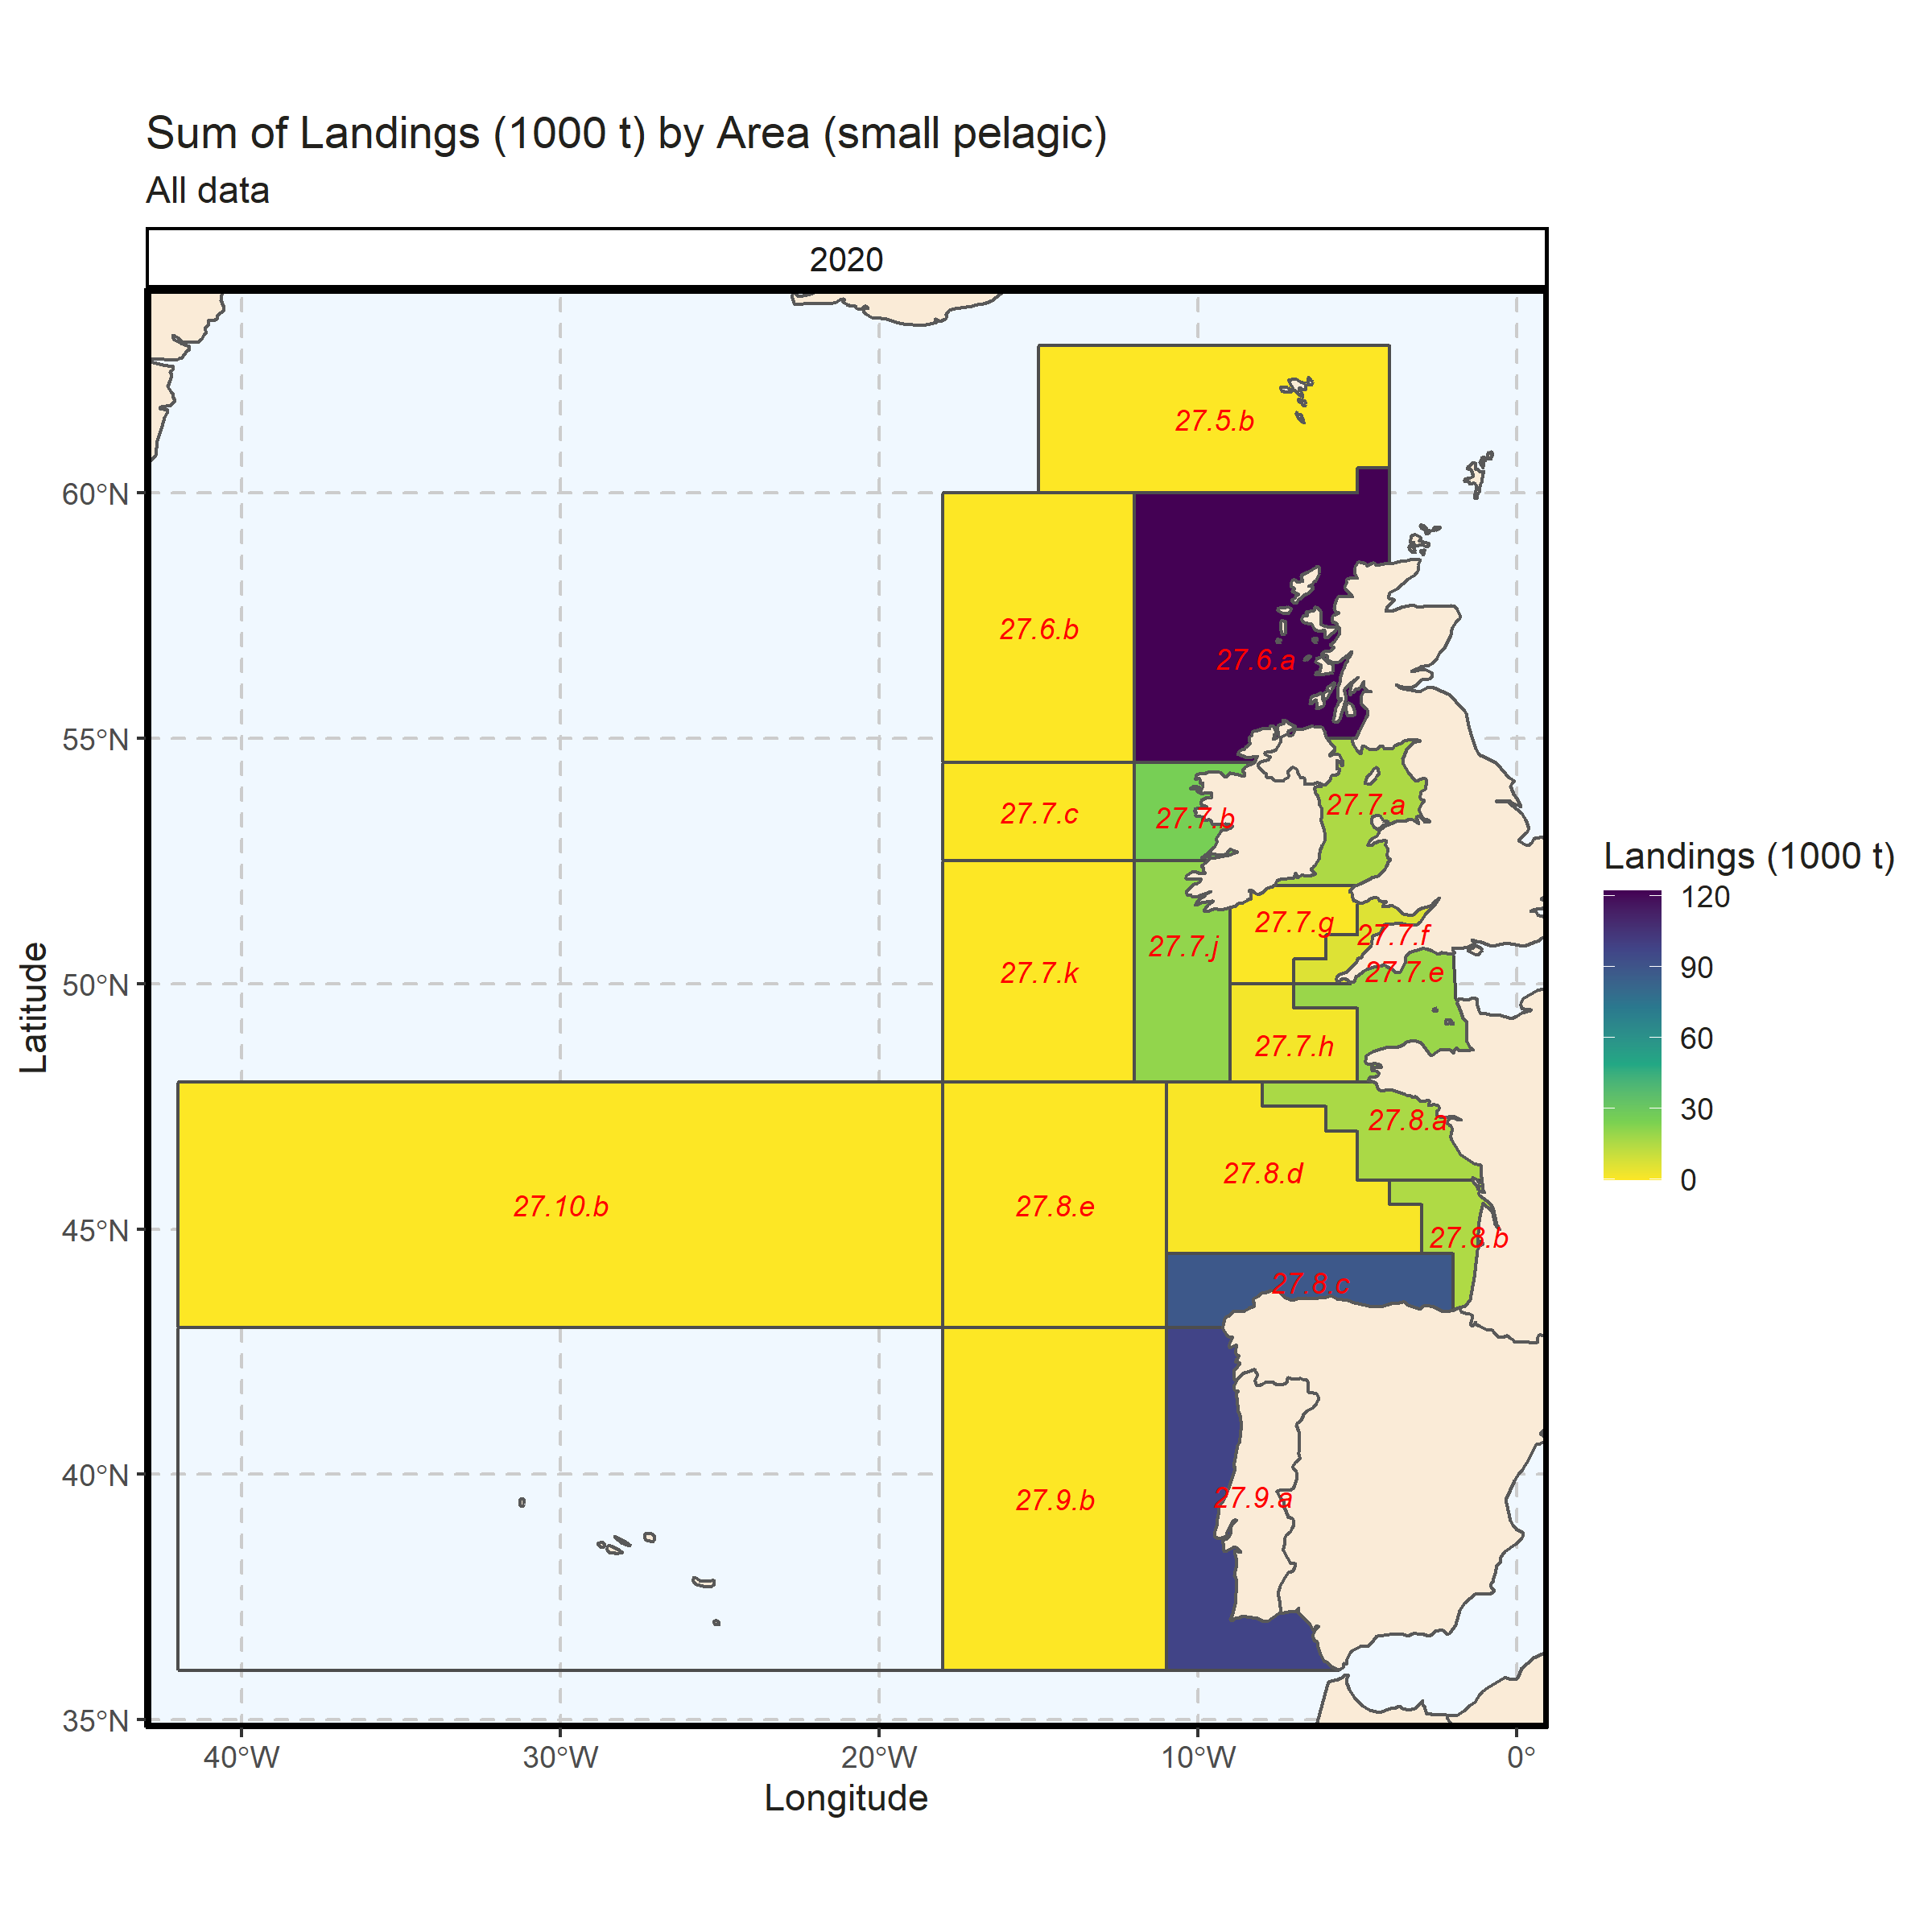 Sum of Landings (1000 t) by Area (small pelagic)
All data
2020
27.5.b
60°N
27.6.b
27.6.a
55°N
27.7.c
27.7.b
27.7.a
27.7.g
27.7.f
27.7.j
27.7.k
27.7.e
50°N
27.7.h
27.8.a
27.8.d
27.10.b
27.8.e
45°N
27.8.b
27.8.c
40°N
27.9.b
27.9.a
35°N
40°W
30°W
20°W
10°W
0°
Longitude
Latitude
Landings (1000 t)
120
90
60
30
0